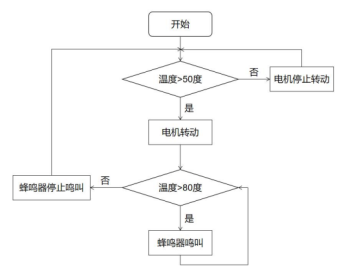 开始
温度>50度
否
电机停止转动
是
电机转动
蜂鸣器停止鸣叫
否
温度>80度
是
蜂鸣器鸣叫